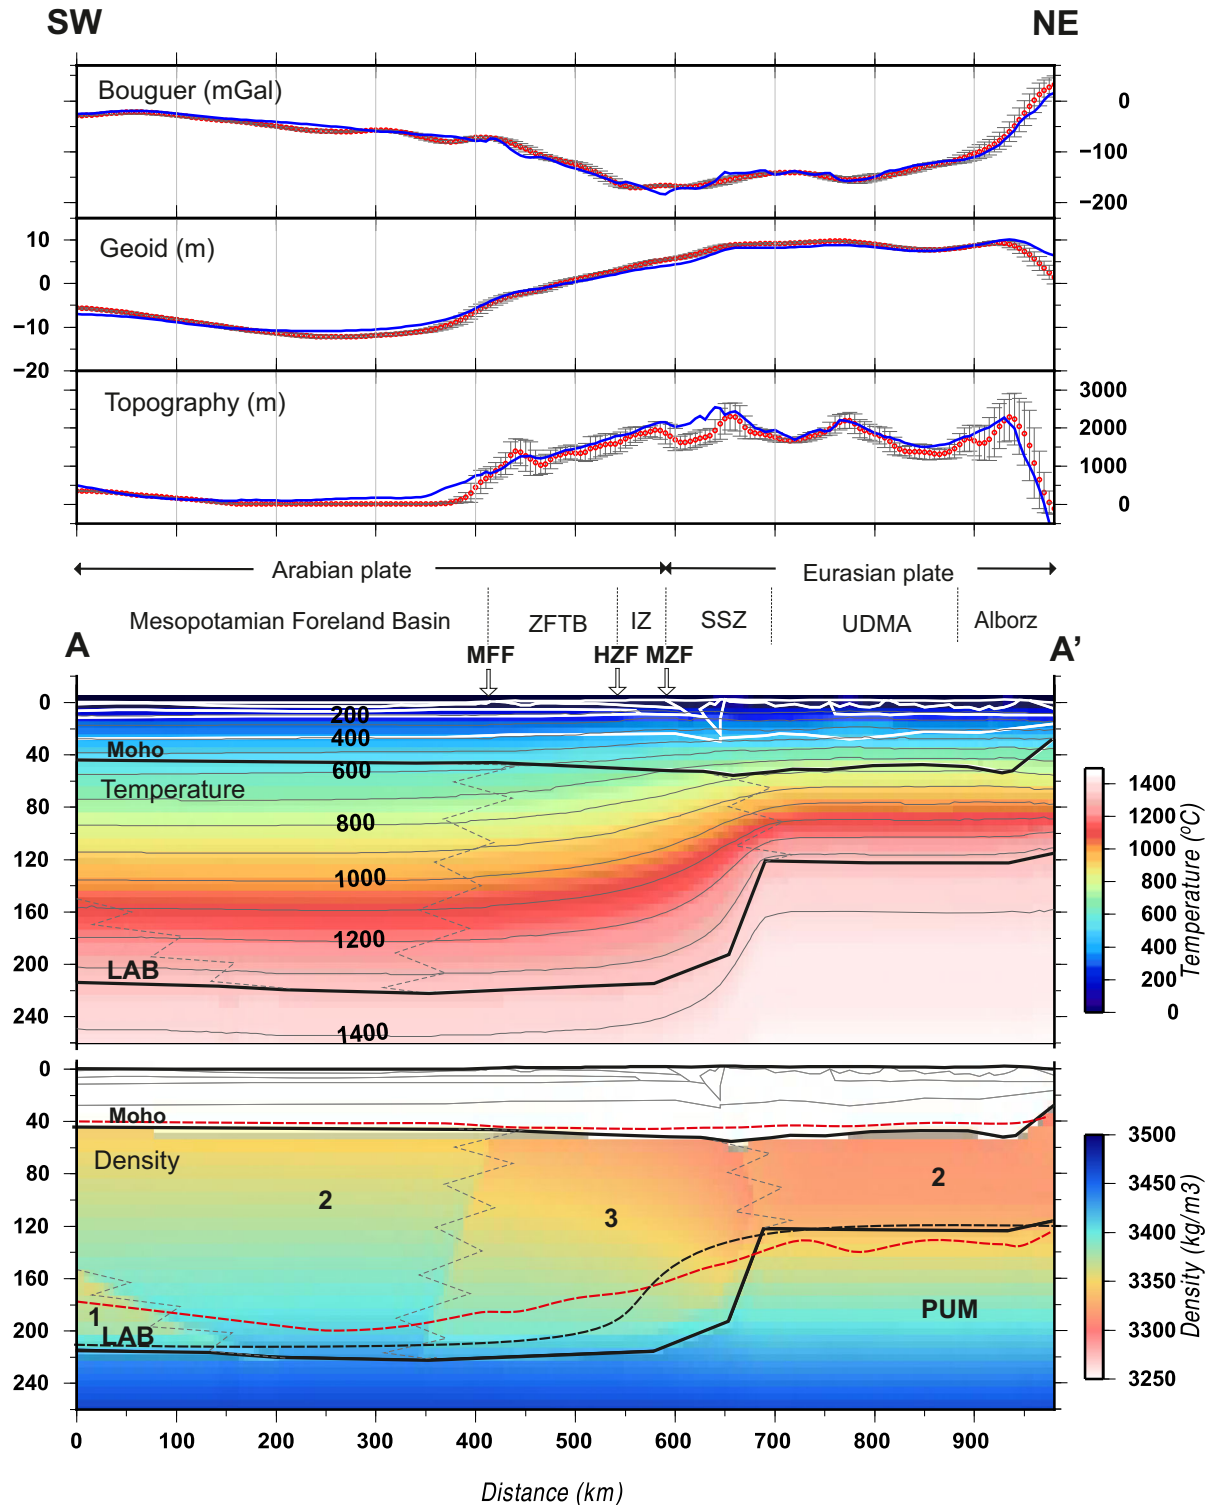 SW NE
Bouguer (mGal)
0
−100
−200
Geoid (m)
10
0
−10
−20
Topography (m)
3000
2000
1000
0
Arabian plate Eurasian plate
Mesopotamian Foreland Basin ZFTB IZ SSZ UDMA Alborz
A A'
MFF HZF MZF
0
40
80
120
160
200
240
Moho
Temperature
LAB
200
400
600
800
1000
1200
1400
1400
1200
1000
800
600
400
200
0
Temperature (ºC)
0
40
80
120
160
200
240
Moho
Density
2
3
2
1
LAB
PUM
3500
3450
3400
3350
3300
3250
Density (kg/m3)
0 100 200 300 400 500 600 700 800 900
Distance (km)